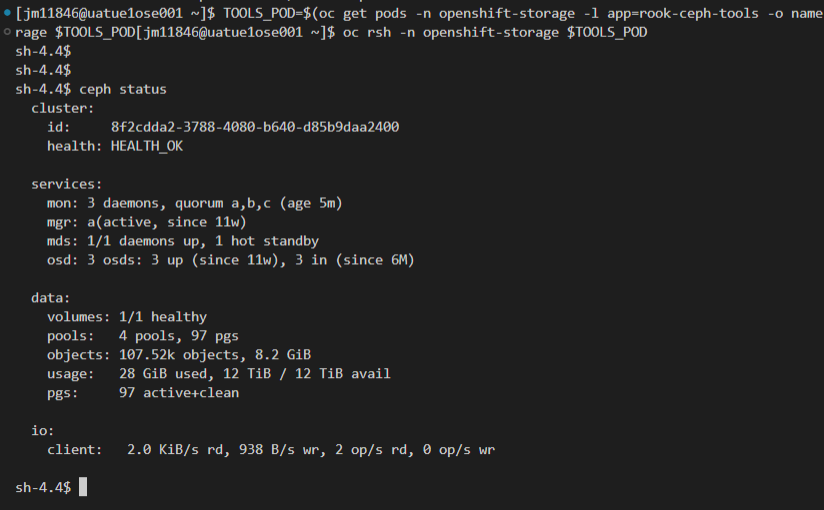 [jm11846@uatue1ose001 ~]$ TOOLS_POD=$(oc get pods -n openshift-storage -l app=rook-ceph-tools -o name
rage $TOOLS_POD[jm11846@uatue1ose001 ~]$ oc rsh -n openshift-storage $TOOLS_POD
sh-4.4$
sh-4.4$
sh-4.4$ ceph status
  cluster:
    id:     8f2cdda2-3788-4080-b640-d85b9daa2400
    health: HEALTH_OK

  services:
    mon: 3 daemons, quorum a,b,c (age 5m)
    mgr: a(active, since 11w)
    mds: 1/1 daemons up, 1 hot standby
    osd: 3 osds: 3 up (since 11w), 3 in (since 6M)

  data:
    volumes: 1/1 healthy
    pools:   4 pools, 97 pgs
    objects: 107.52k objects, 8.2 GiB
    usage:   28 GiB used, 12 TiB / 12 TiB avail
    pgs:     97 active+clean

  io:
    client:   2.0 KiB/s rd, 938 B/s wr, 2 op/s rd, 0 op/s wr

sh-4.4$